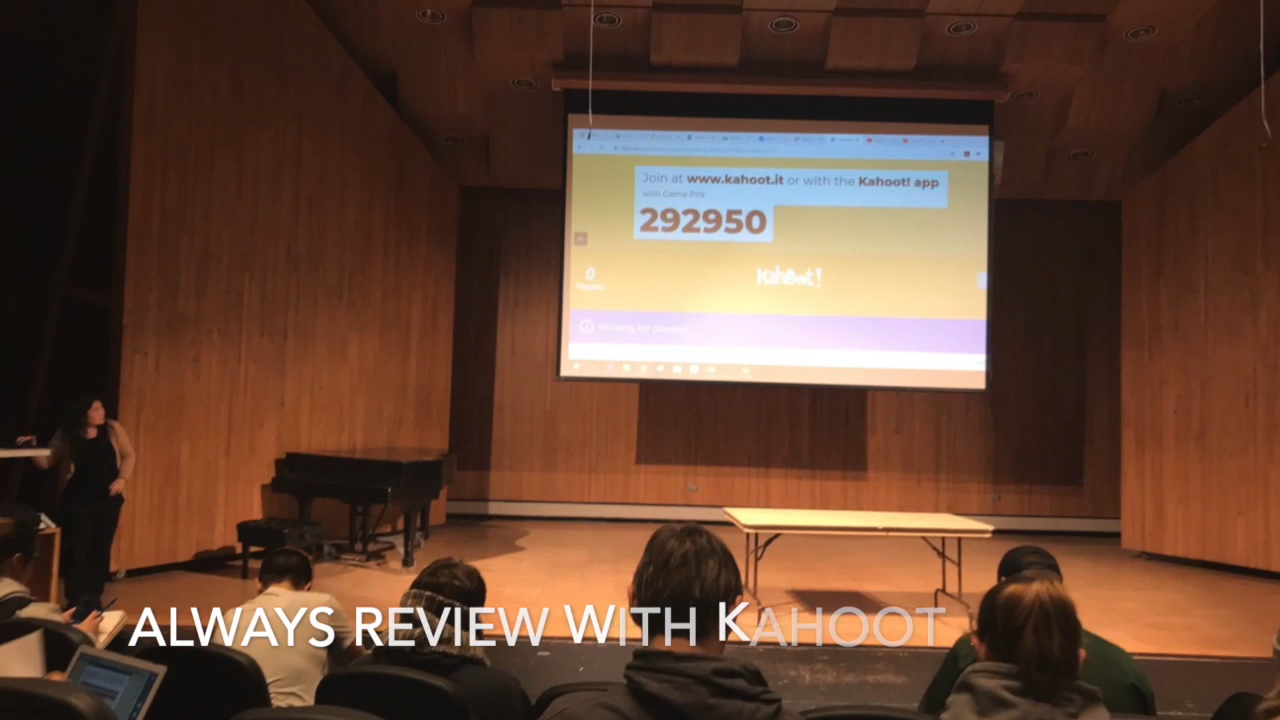 Join at www.kahoot.it or with the Kahoot! app
with Game PIN:
292950
0
Players
Kahoot!
Waiting for players...
ALWAYS REVIEW WITH KAHOOT